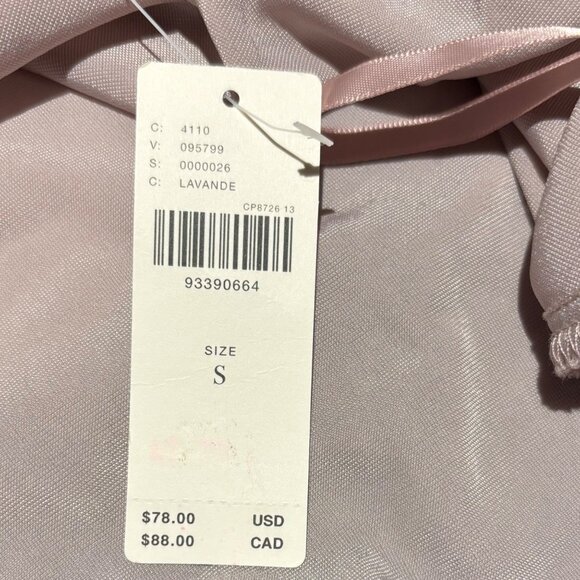 C: 4110
V: 095799
S: 0000026
C: LAVANDE
CP8726 13
93390664
SIZE
S
$78.00 USD
$88.00 CAD